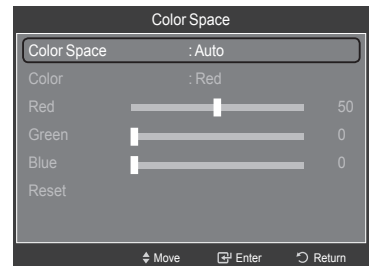 Color Space
Color Space : Auto
Color : Red
Red 50
Green 0
Blue 0
Reset
Move Enter Return